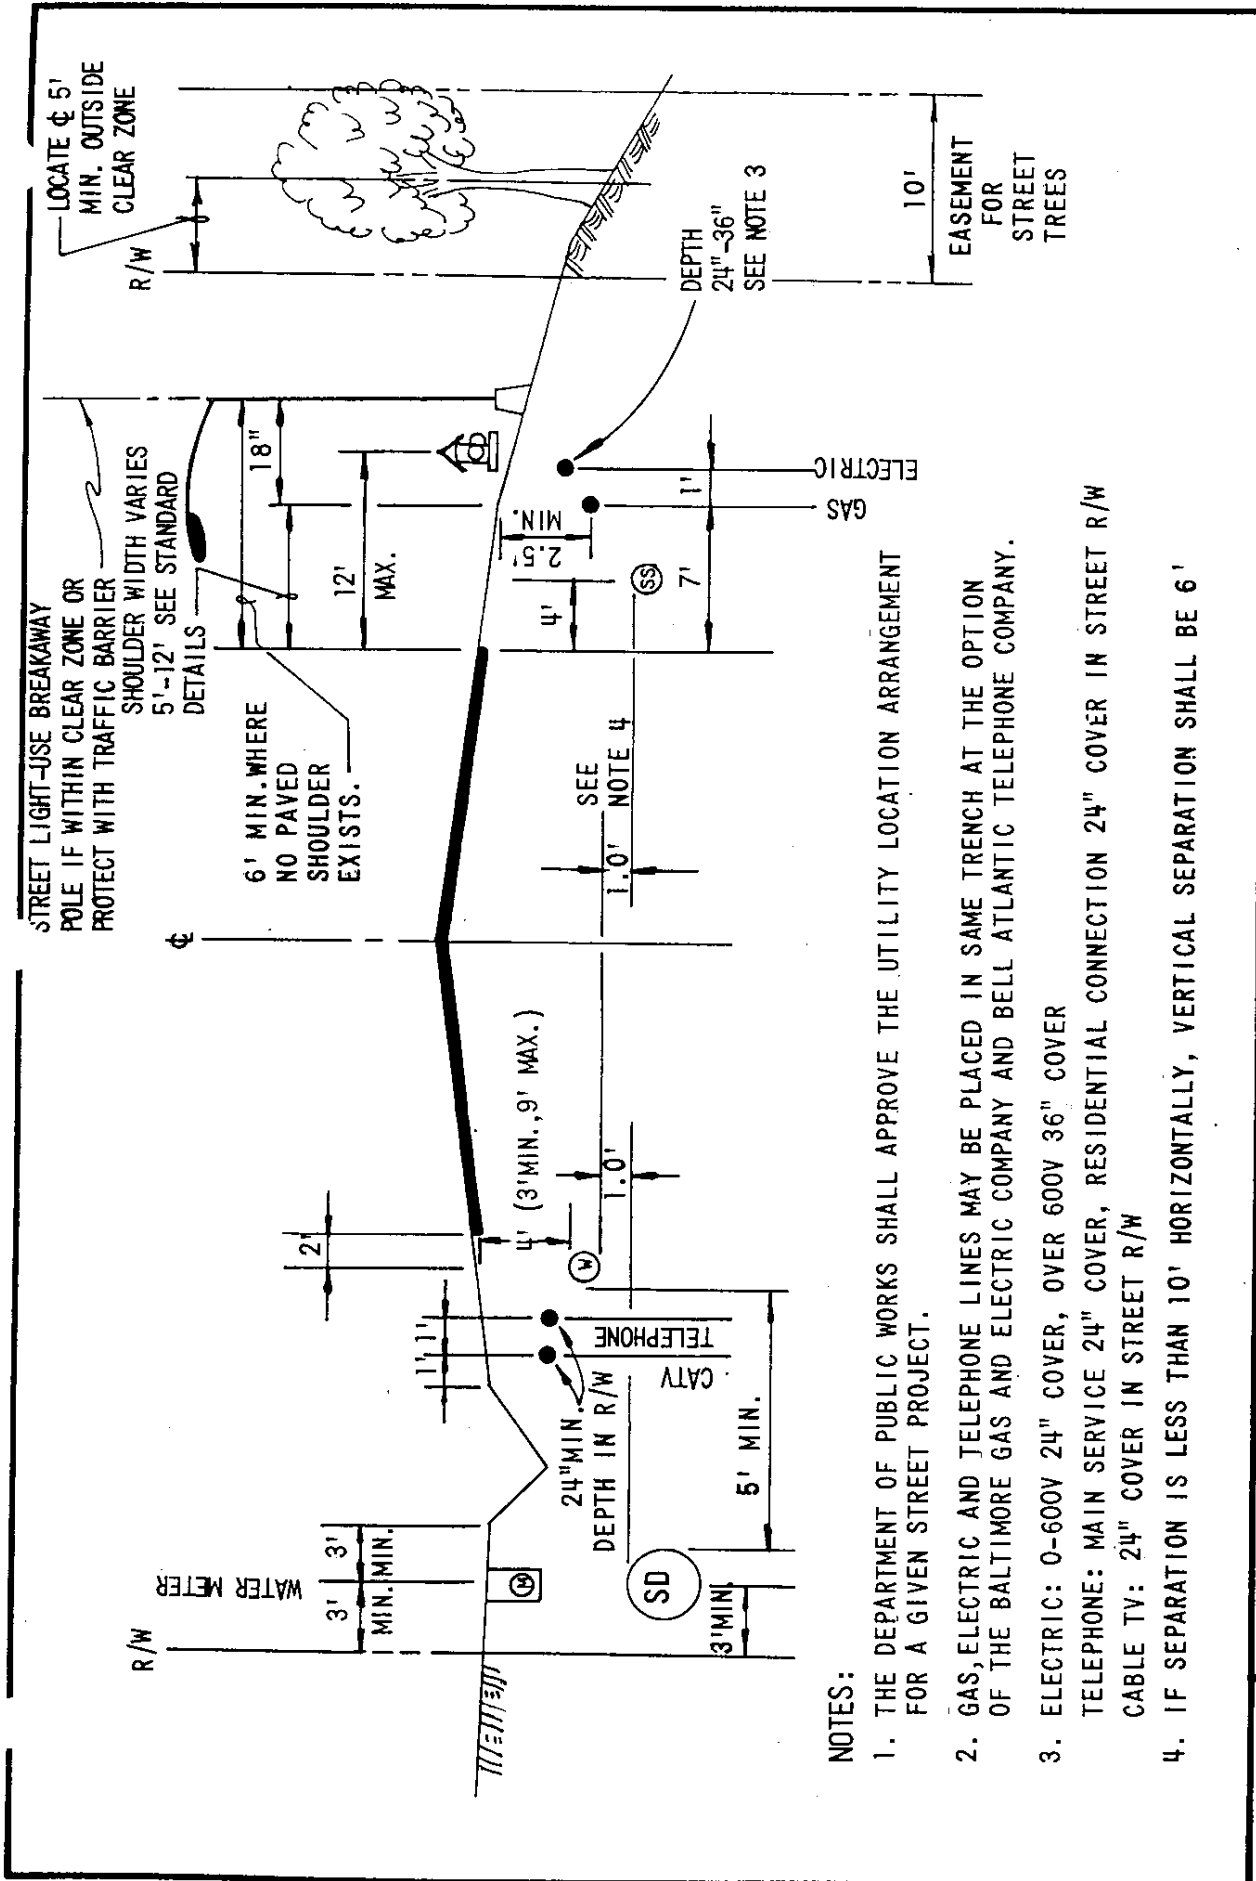 STREET LIGHT-USE BREAKAWAY
POLE IF WITHIN CLEAR ZONE OR
PROTECT WITH TRAFFIC BARRIER
SHOULDER WIDTH VARIES
5'-12' SEE STANDARD
DETAILS
LOCATE ℄ 5'
MIN. OUTSIDE
CLEAR ZONE
R/W
R/W
6' MIN. WHERE
NO PAVED
SHOULDER
EXISTS.
18"
12'
MAX.
℄
WATER METER
3'
MIN.
3'
MIN.
1'
1'
2'
4' (3'MIN.,9' MAX.)
2.5'
MIN.
4'
7'
1'
GAS
ELECTRIC
DEPTH
24"-36"
SEE NOTE 3
10'
EASEMENT
FOR
STREET
TREES
M
W
SS
SD
TELEPHONE
CATV
24"MIN.
DEPTH IN R/W
1.0'
1.0'
SEE
NOTE 4
5' MIN.
3'MIN.
NOTES:
1. THE DEPARTMENT OF PUBLIC WORKS SHALL APPROVE THE UTILITY LOCATION ARRANGEMENT
FOR A GIVEN STREET PROJECT.
2. GAS,ELECTRIC AND TELEPHONE LINES MAY BE PLACED IN SAME TRENCH AT THE OPTION
OF THE BALTIMORE GAS AND ELECTRIC COMPANY AND BELL ATLANTIC TELEPHONE COMPANY.
3. ELECTRIC: 0-600V 24" COVER, OVER 600V 36" COVER
TELEPHONE: MAIN SERVICE 24" COVER, RESIDENTIAL CONNECTION 24" COVER IN STREET R/W
CABLE TV: 24" COVER IN STREET R/W
4. IF SEPARATION IS LESS THAN 10' HORIZONTALLY, VERTICAL SEPARATION SHALL BE 6'